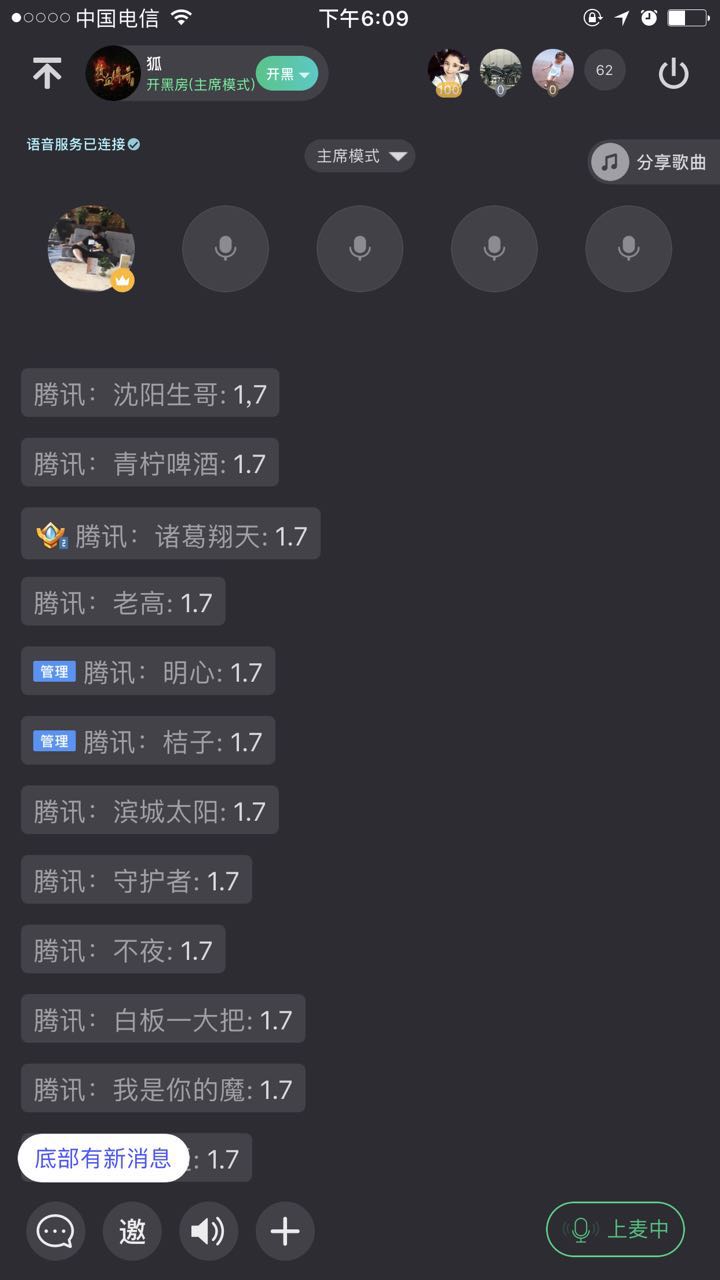 中国电信 下午6:09
狐
开黑房(主席模式) 开黑
100 0 0 62
语音服务已连接
主席模式
分享歌曲
腾讯：沈阳生哥: 1,7
腾讯：青柠啤酒: 1.7
腾讯：诸葛翔天: 1.7
腾讯：老高: 1.7
管理 腾讯：明心: 1.7
管理 腾讯：桔子: 1.7
腾讯：滨城太阳: 1.7
腾讯：守护者: 1.7
腾讯：不夜: 1.7
腾讯：白板一大把: 1.7
腾讯：我是你的魔: 1.7
底部有新消息 : 1.7
邀 上麦中